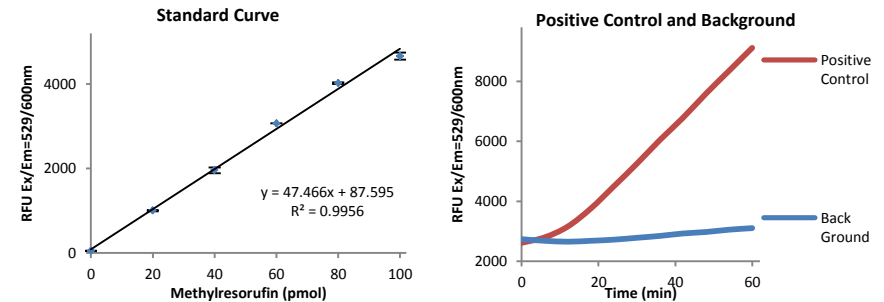 Standard Curve
RFU Ex/Em=529/600nm
4000
2000
0
y = 47.466x + 87.595
R² = 0.9956
0 20 40 60 80 100
Methylresorufin (pmol)
Positive Control and Background
RFU Ex/Em=529/600nm
8000
6000
4000
2000
0 20 40 60
Time (min)
Positive
Control
Back
Ground